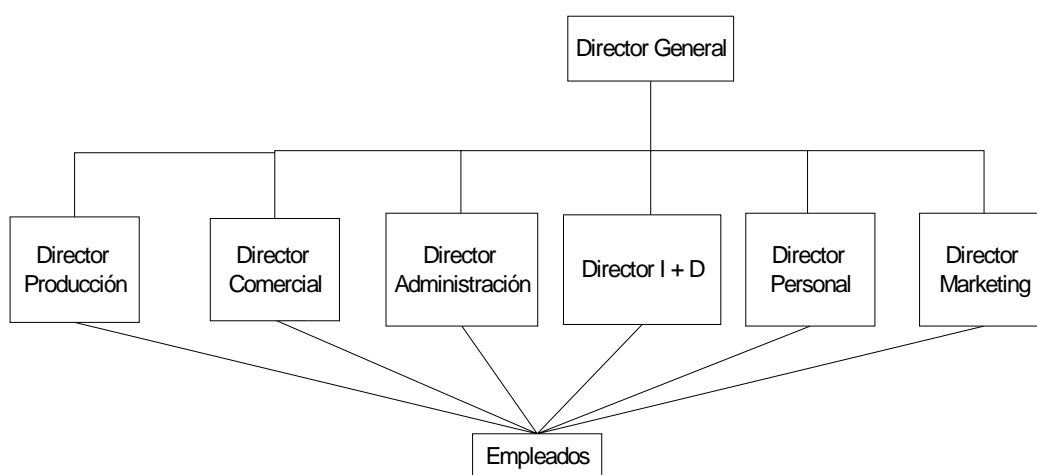 Director General
Director
Producción
Director
Comercial
Director
Administración
Director I + D
Director
Personal
Director
Marketing
Empleados